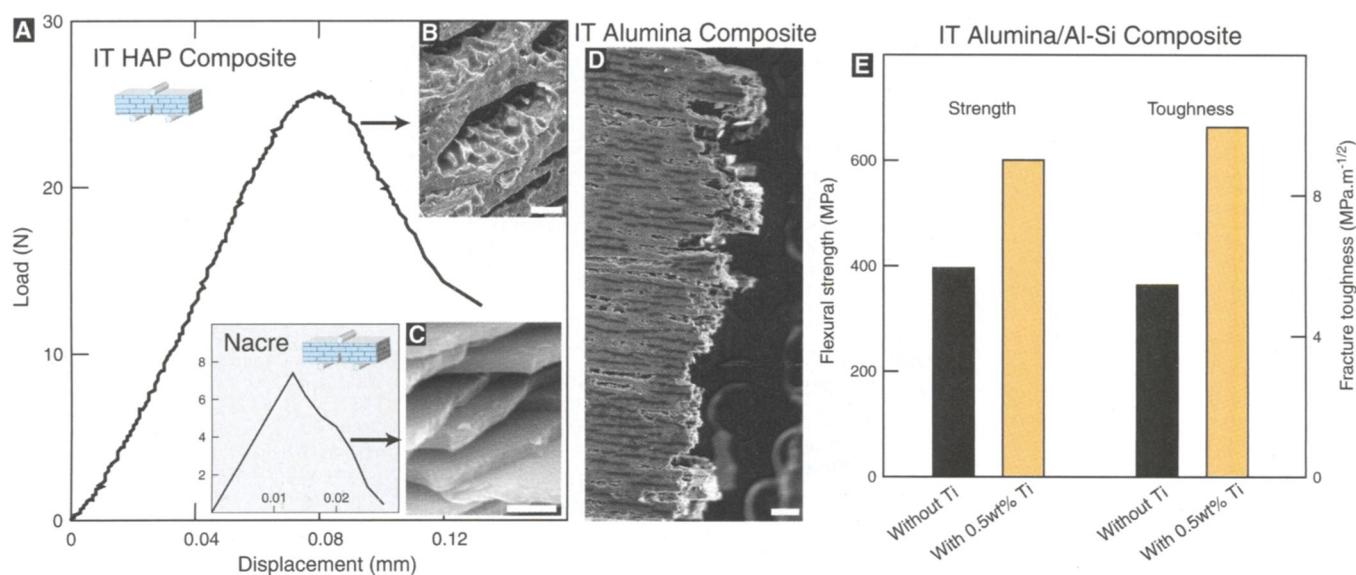 A
IT HAP Composite
30
20
10
0
Load (N)
0
0.04
0.08
0.12
Displacement (mm)
B
Nacre
8
6
4
2
0.01
0.02
C
IT Alumina Composite
D
IT Alumina/Al-Si Composite
E
Strength
Toughness
600
400
200
0
Flexural strength (MPa)
8
4
0
Fracture toughness (MPa.m-1/2)
Without Ti
With 0.5wt% Ti
Without Ti
With 0.5wt% Ti